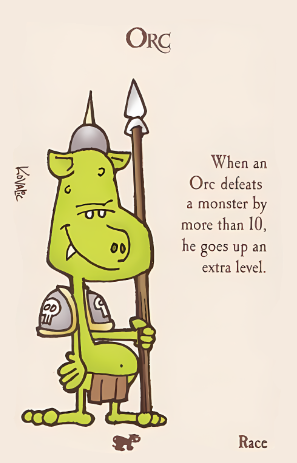 ORC
KOVALIC
When an
Orc defeats
a monster by
more than 10,
he goes up an
extra level.
Race